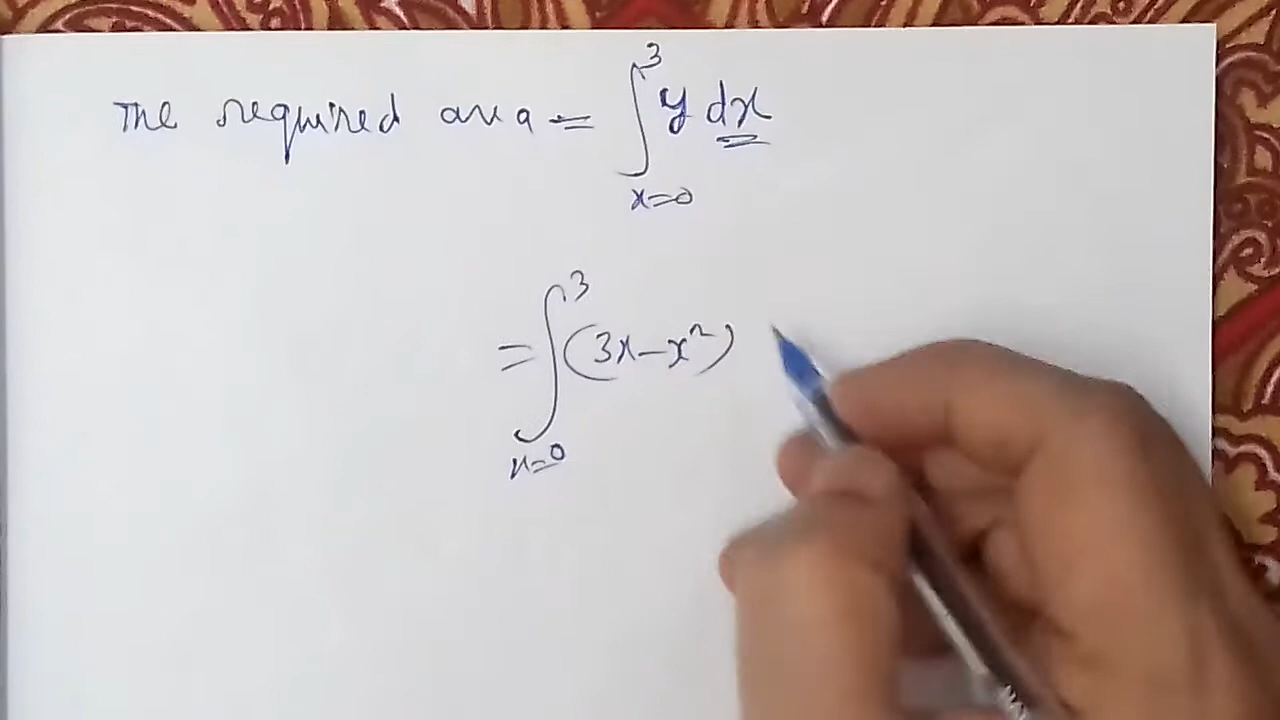 The required area = ∫_{x=0}^{3} y dx
= ∫_{x=0}^{3} (3x-x²)